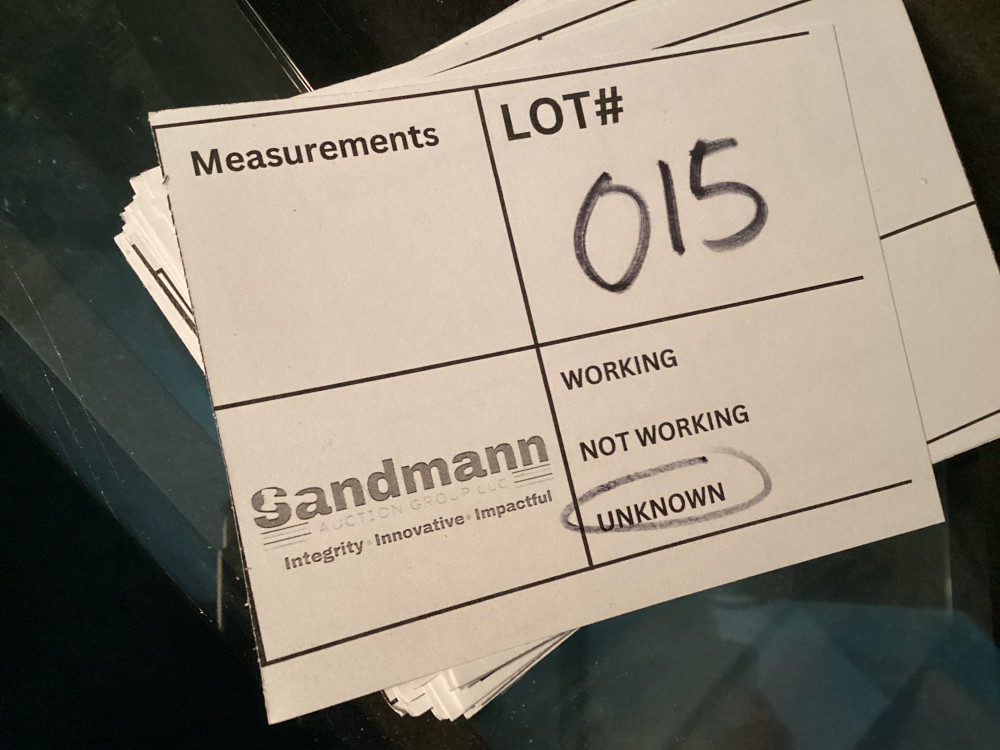 Measurements
LOT#
015
WORKING
NOT WORKING
UNKNOWN
Sandmann
AUCTION GROUP LLC
Integrity • Innovative • Impactful